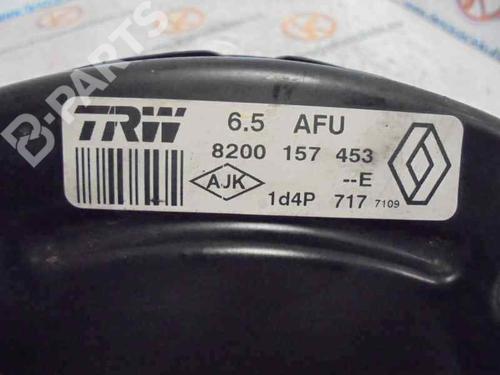 B-PARTS
TRW 6.5 AFU
8200 157 453
AJK --E
1d4P 717 7109